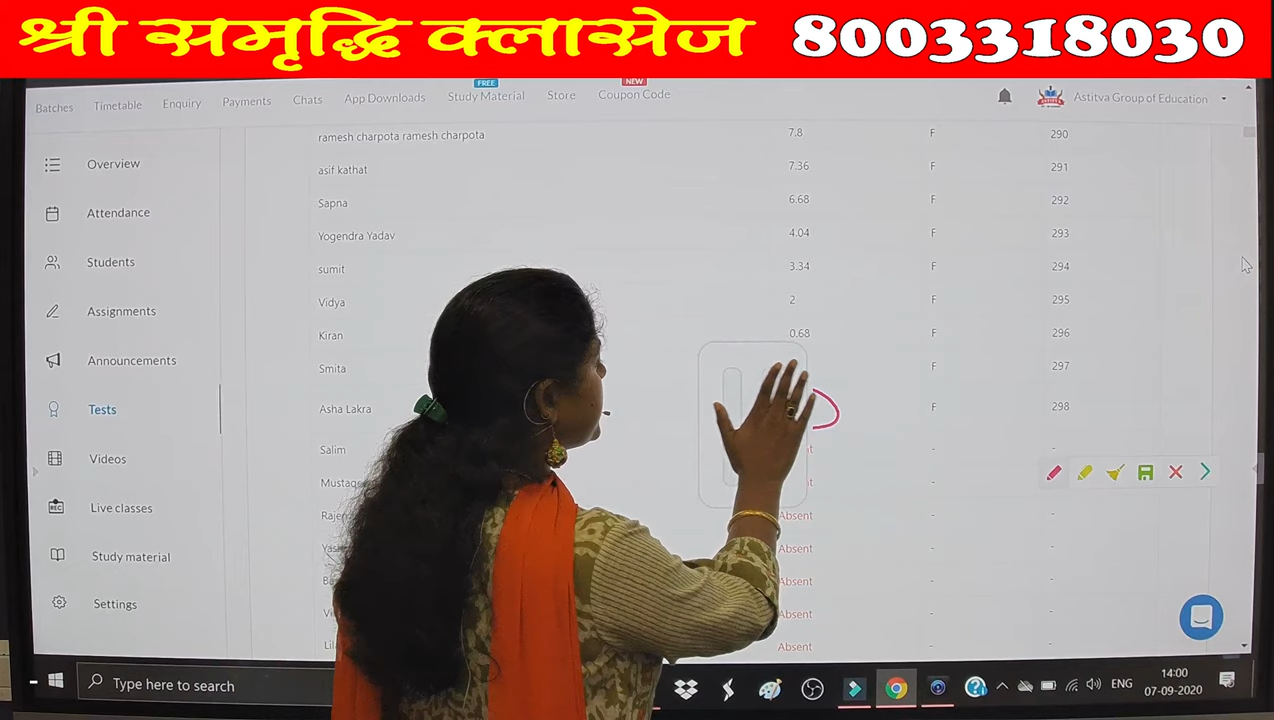 श्री समृद्धि क्लासेज 8003318030
FREE NEW
Batches Timetable Enquiry Payments Chats App Downloads Study Material Store Coupon Code Astitva Group of Education
ramesh charpota ramesh charpota 7.8 F 290
Overview
asif kathat 7.36 F 291
Sapna 6.68 F 292
Attendance
Yogendra Yadav 4.04 F 293
Students
sumit 3.34 F 294
Vidya 2 F 295
Assignments
Kiran 0.68 F 296
Announcements
Smita F 297
Tests
Asha Lakra F 298
Salim - -
Videos
- -
REC Live classes
Absent - -
Absent - -
Study material
Absent - -
Settings
Absent - -
Absent - -
Type here to search
ENG 14:00
07-09-2020